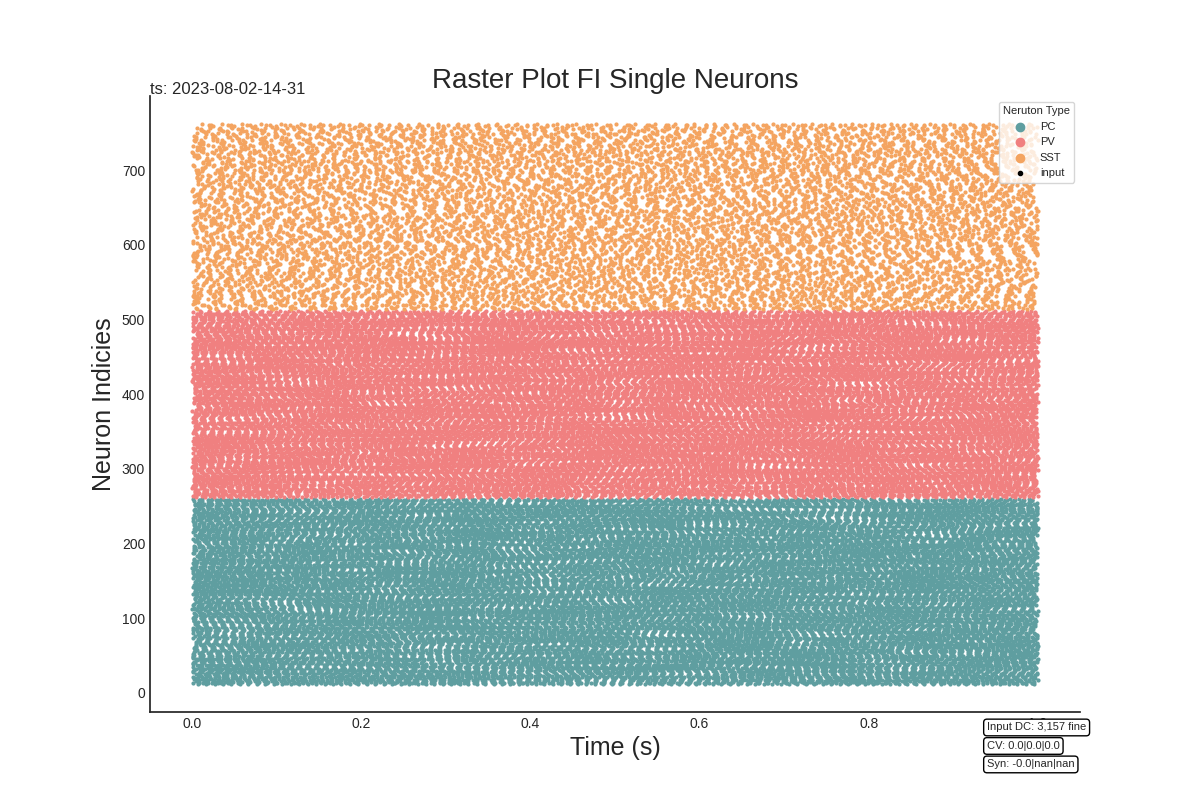 Raster Plot FI Single Neurons
ts: 2023-08-02-14-31
Neruton Type
PC
PV
SST
input
Neuron Indicies
700
600
500
400
300
200
100
0
0.0 0.2 0.4 0.6 0.8
Time (s)
Input DC: 3,157 fine
CV: 0.0|0.0|0.0
Syn: -0.0|nan|nan